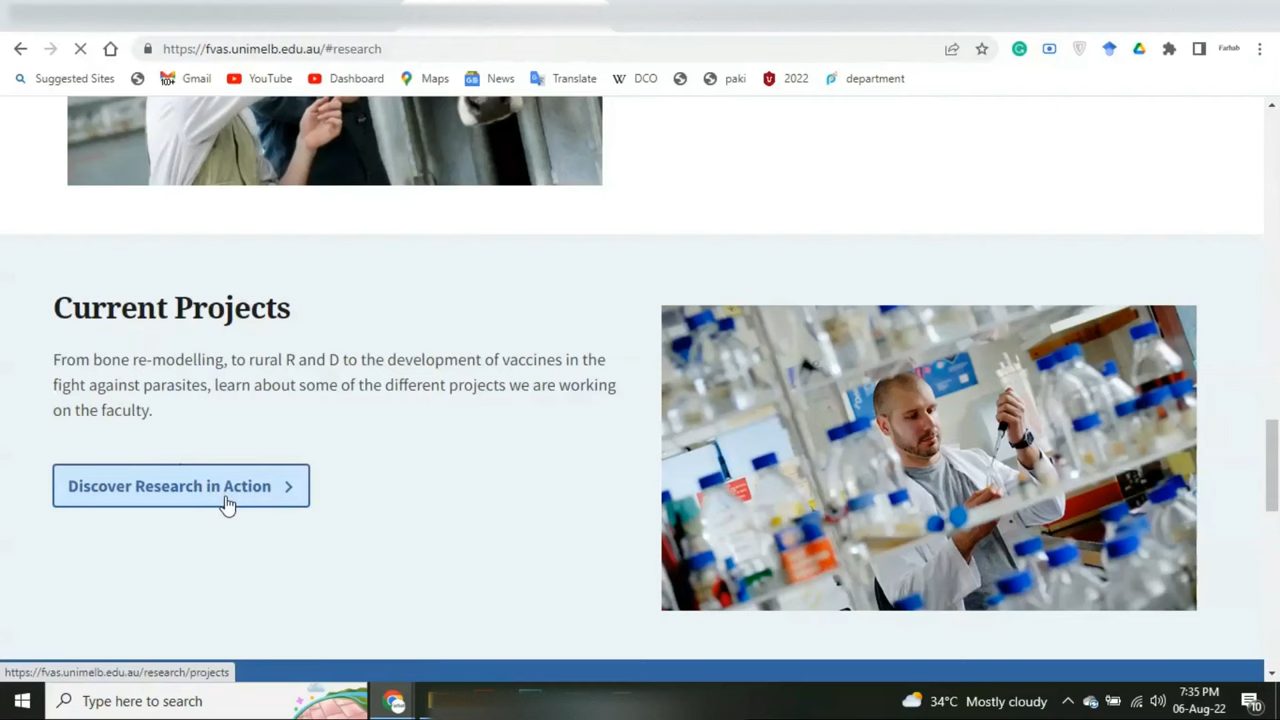 https://fvas.unimelb.edu.au/#research
Farhab
Suggested Sites
100+
Gmail
YouTube
Dashboard
Maps
News
Translate
W
DCO
paki
2022
department
Current Projects
From bone re-modelling, to rural R and D to the development of vaccines in the
fight against parasites, learn about some of the different projects we are working
on the faculty.
Discover Research in Action
https://fvas.unimelb.edu.au/research/projects
Type here to search
34°C Mostly cloudy
7:35 PM
06-Aug-22
10